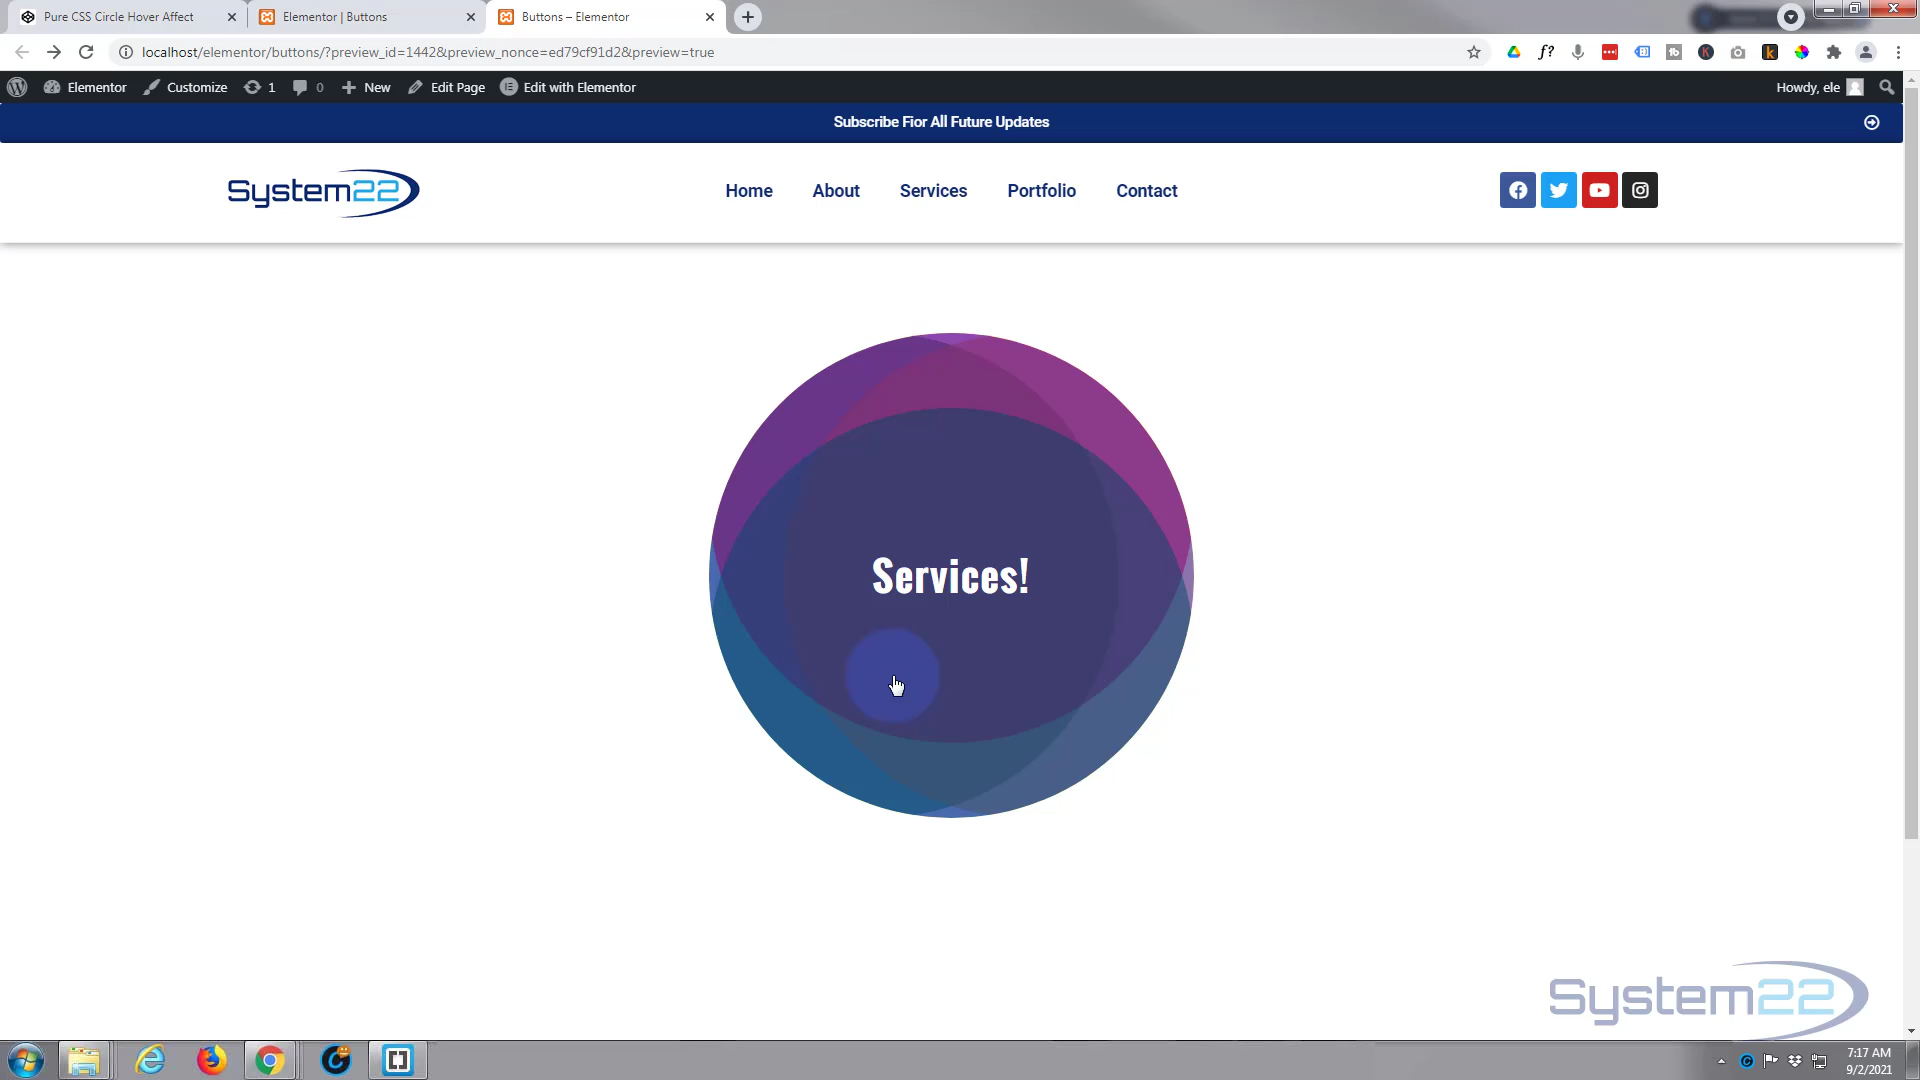 Pure CSS Circle Hover Affect
Elementor | Buttons
Buttons – Elementor
localhost/elementor/buttons/?preview_id=1442&preview_nonce=ed79cf91d2&preview=true
f?
Elementor
Customize
1
0
New
Edit Page
Edit with Elementor
Howdy, ele
Subscribe Fior All Future Updates
System22
Home
About
Services
Portfolio
Contact
Services!
System22
7:17 AM
9/2/2021